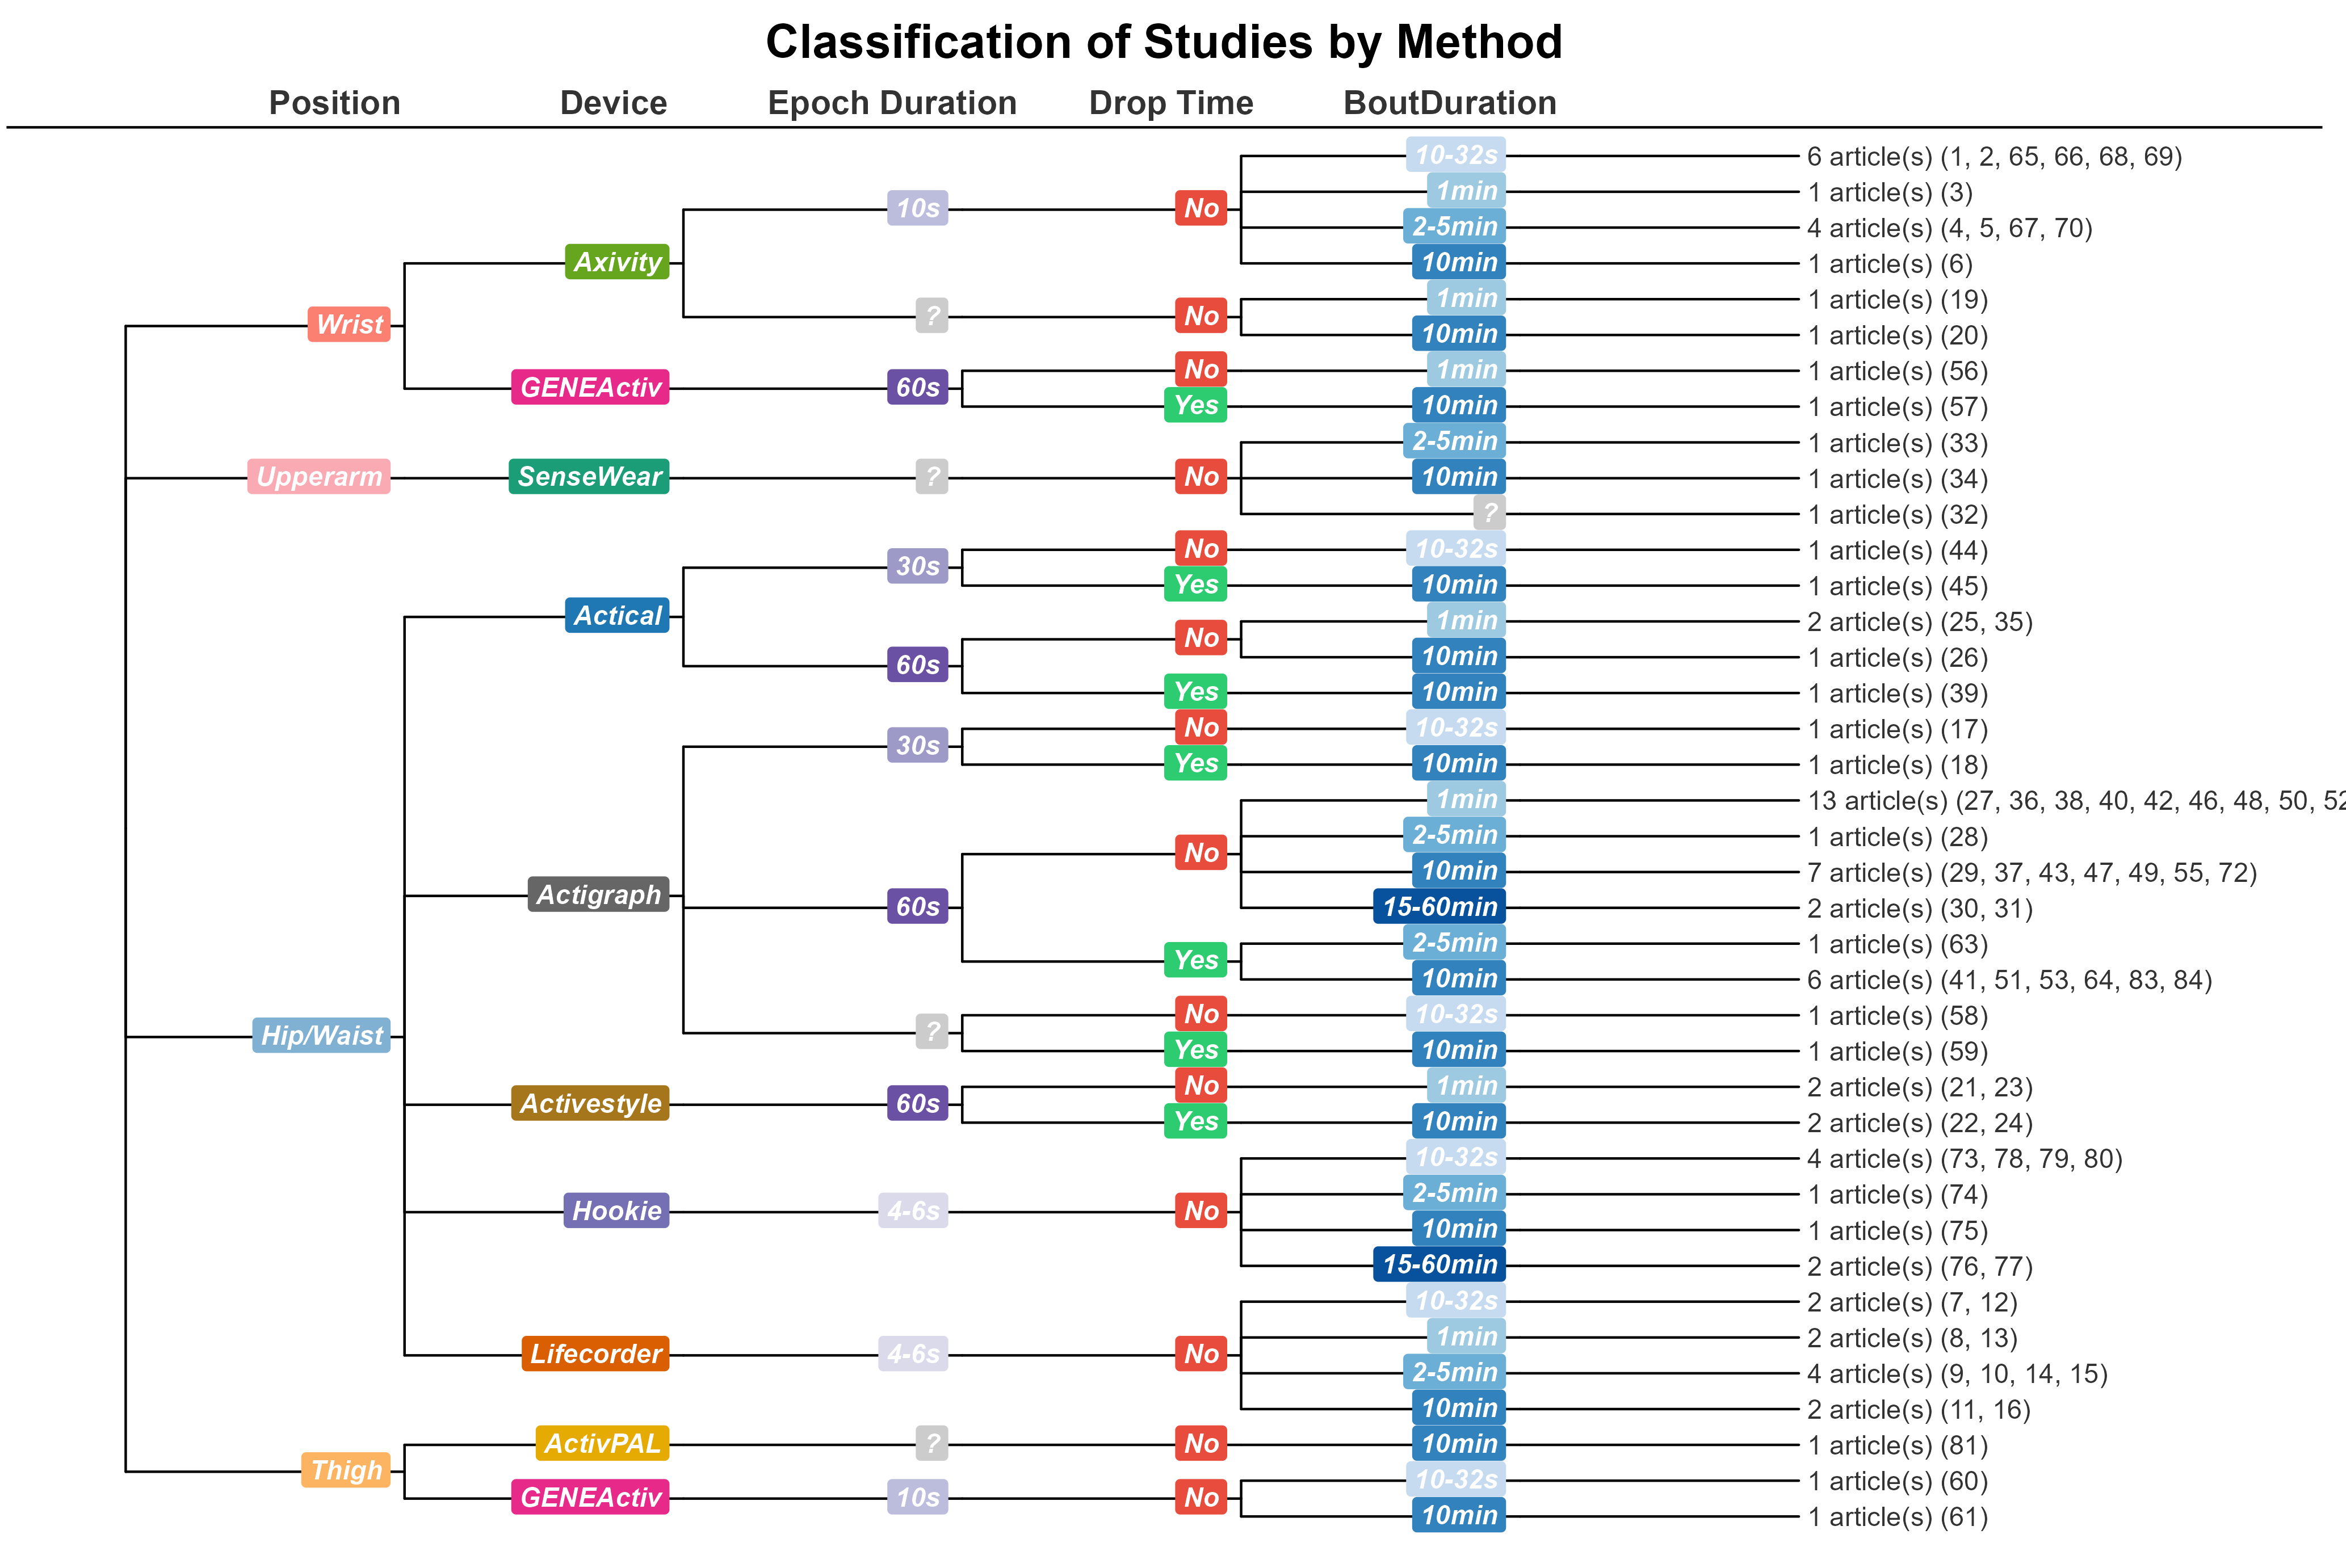 Classification of Studies by Method
Position Device Epoch Duration Drop Time BoutDuration
10-32s 6 article(s) (1, 2, 65, 66, 68, 69)
1min 1 article(s) (3)
10s No
2-5min 4 article(s) (4, 5, 67, 70)
Axivity 10min 1 article(s) (6)
1min 1 article(s) (19)
? No
Wrist
10min 1 article(s) (20)
No 1min 1 article(s) (56)
GENEActiv 60s
Yes 10min 1 article(s) (57)
2-5min 1 article(s) (33)
Upperarm SenseWear ? No 10min 1 article(s) (34)
? 1 article(s) (32)
No 10-32s 1 article(s) (44)
30s
Yes 10min 1 article(s) (45)
Actical 1min 2 article(s) (25, 35)
No
10min 1 article(s) (26)
60s
Yes 10min 1 article(s) (39)
No 10-32s 1 article(s) (17)
30s
Yes 10min 1 article(s) (18)
1min 13 article(s) (27, 36, 38, 40, 42, 46, 48, 50, 52
2-5min 1 article(s) (28)
No
10min 7 article(s) (29, 37, 43, 47, 49, 55, 72)
Actigraph 60s 15-60min 2 article(s) (30, 31)
2-5min 1 article(s) (63)
Yes
10min 6 article(s) (41, 51, 53, 64, 83, 84)
No 10-32s 1 article(s) (58)
Hip/Waist ?
Yes 10min 1 article(s) (59)
No 1min 2 article(s) (21, 23)
Activestyle 60s
Yes 10min 2 article(s) (22, 24)
10-32s 4 article(s) (73, 78, 79, 80)
2-5min 1 article(s) (74)
Hookie 4-6s No
10min 1 article(s) (75)
15-60min 2 article(s) (76, 77)
10-32s 2 article(s) (7, 12)
1min 2 article(s) (8, 13)
Lifecorder 4-6s No
2-5min 4 article(s) (9, 10, 14, 15)
10min 2 article(s) (11, 16)
ActivPAL ? No 10min 1 article(s) (81)
Thigh
10-32s 1 article(s) (60)
GENEActiv 10s No
10min 1 article(s) (61)